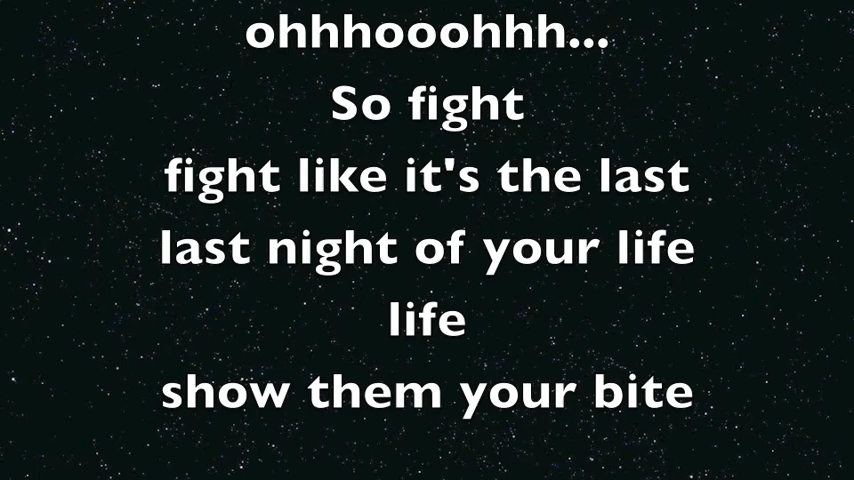 ohhhooohhh...
So fight
fight like it's the last
last night of your life
life
show them your bite